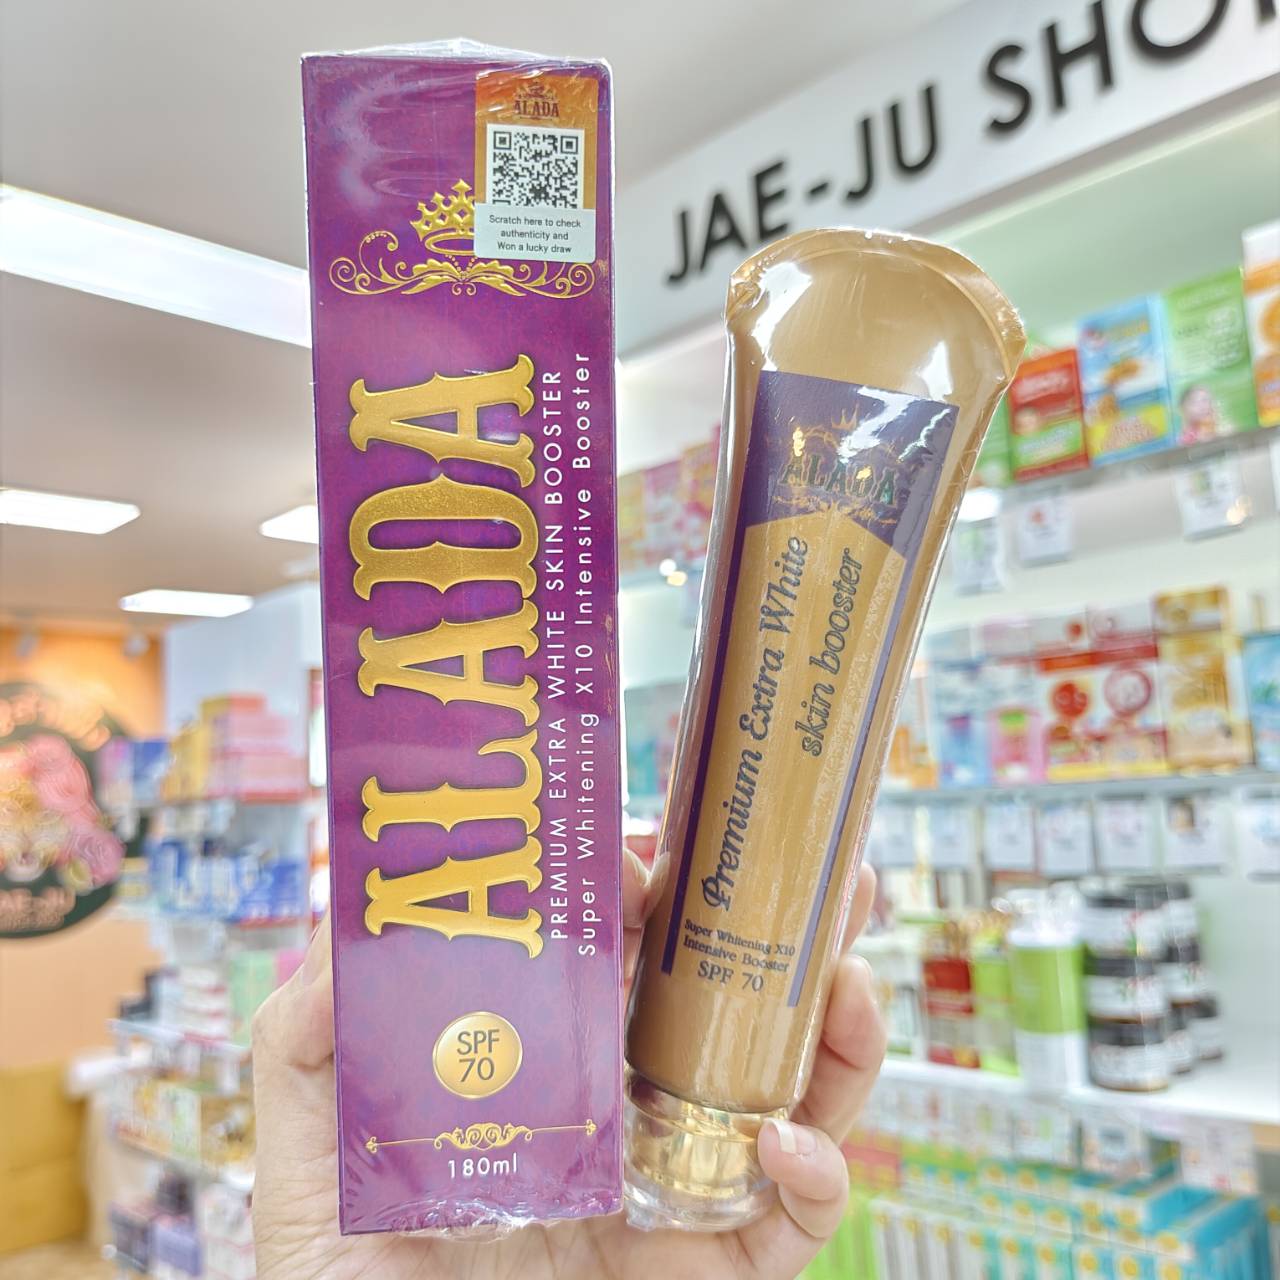 JAE-JU SHO
ALADA
Scratch here to check
authenticity and
Won a lucky draw
ALADA
PREMIUM EXTRA WHITE SKIN BOOSTER
Super Whitening X10 Intensive Booster
SPF
70
180ml
ALADA
Premium Extra White
skin booster
Super Whitening X10
Intensive Booster
SPF 70